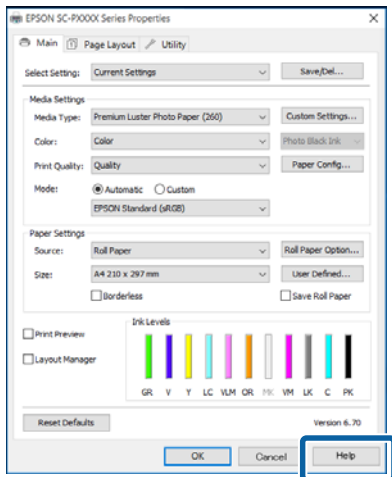 EPSON SC-PXXXX Series Properties
Main Page Layout Utility
Select Setting: Current Settings Save/Del...
Media Settings
Media Type: Premium Luster Photo Paper (260) Custom Settings...
Color: Color Photo Black Ink
Print Quality: Quality Paper Config...
Mode: Automatic Custom
EPSON Standard (sRGB)
Paper Settings
Source: Roll Paper Roll Paper Option...
Size: A4 210 x 297 mm User Defined...
Borderless Save Roll Paper
Ink Levels
Print Preview
Layout Manager
GR V Y LC VLM OR MK VM LK C PK
Reset Defaults Version 6.70
OK Cancel Help